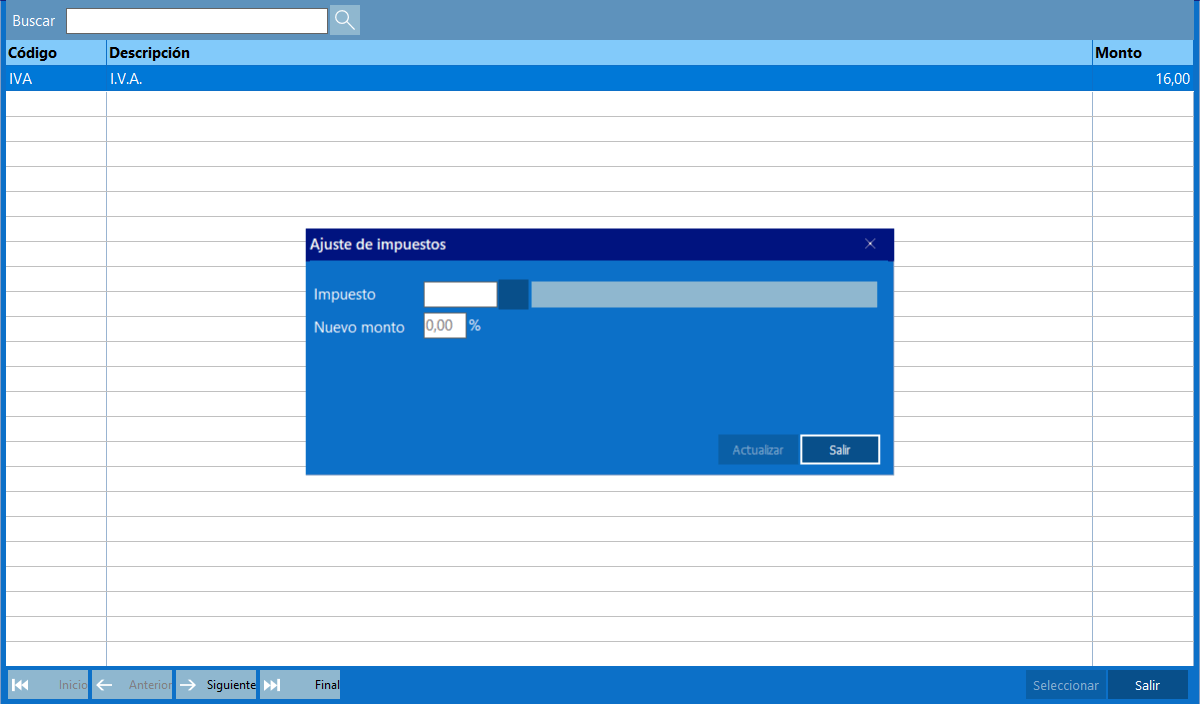 Buscar
Código Descripción Monto
IVA I.V.A. 16,00
Ajuste de impuestos
Impuesto
Nuevo monto 0,00 %
Actualizar Salir
Inicio Anterior Siguiente Final Seleccionar Salir